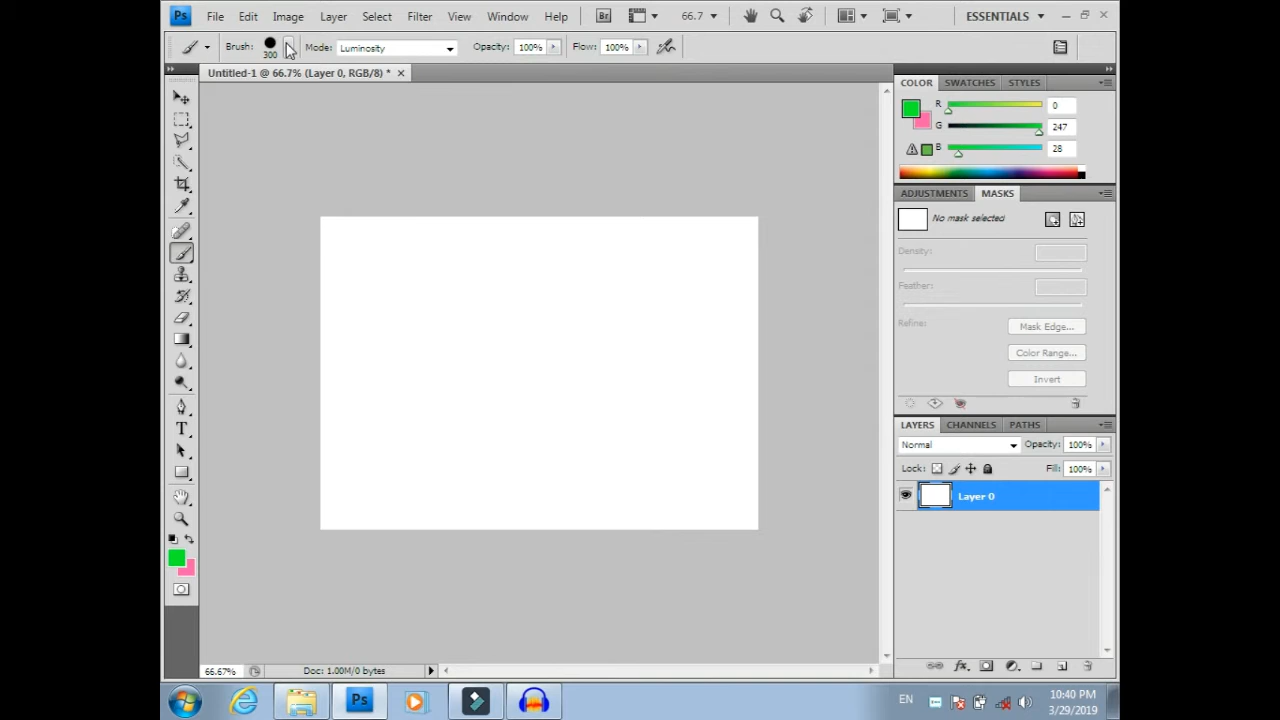 Ps File Edit Image Layer Select Filter Analysis View Window Help Br 66.7 ESSENTIALS
Brush: 300 Mode: Luminosity Opacity: 100% Flow: 100%
Untitled-1 @ 66.7% (Layer 0, RGB/8) *
COLOR SWATCHES STYLES
R 0
G 247
B 28
ADJUSTMENTS MASKS
No mask selected
Density:
Feather:
Refine: Mask Edge...
Color Range...
Invert
LAYERS CHANNELS PATHS
Normal Opacity: 100%
Lock: Fill: 100%
Layer 0
T
66.67% Doc: 1.00M/0 bytes
Ps EN 10:40 PM
3/29/2019